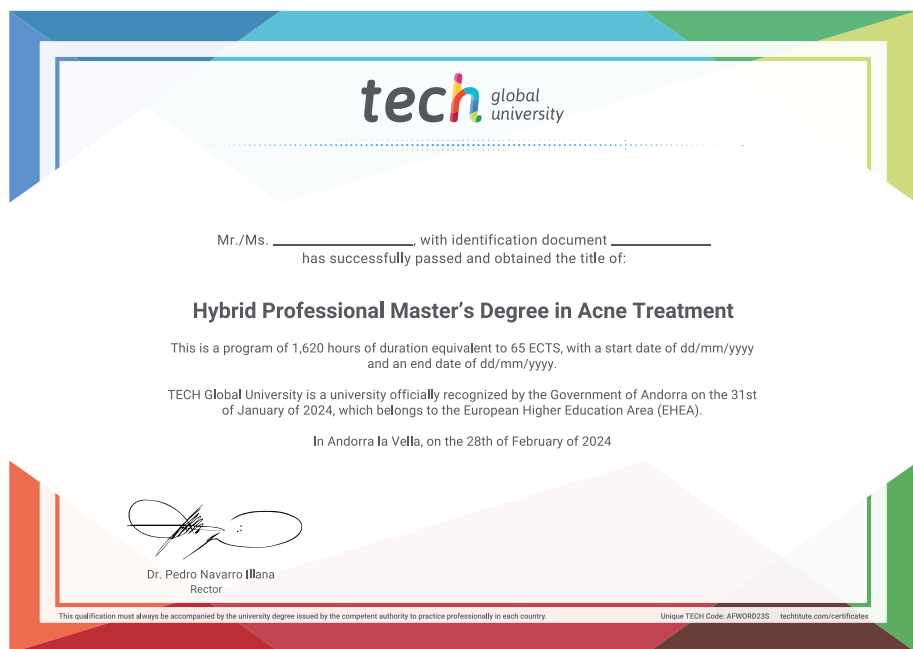 tech global
university
Mr./Ms. ____________________, with identification document ______________
has successfully passed and obtained the title of:
Hybrid Professional Master’s Degree in Acne Treatment
This is a program of 1,620 hours of duration equivalent to 65 ECTS, with a start date of dd/mm/yyyy
and an end date of dd/mm/yyyy.
TECH Global University is a university officially recognized by the Government of Andorra on the 31st
of January of 2024, which belongs to the European Higher Education Area (EHEA).
In Andorra la Vella, on the 28th of February of 2024
Dr. Pedro Navarro Illana
Rector
This qualification must always be accompanied by the university degree issued by the competent authority to practice professionally in each country. Unique TECH Code: AFWORD23S techtitute.com/certificates